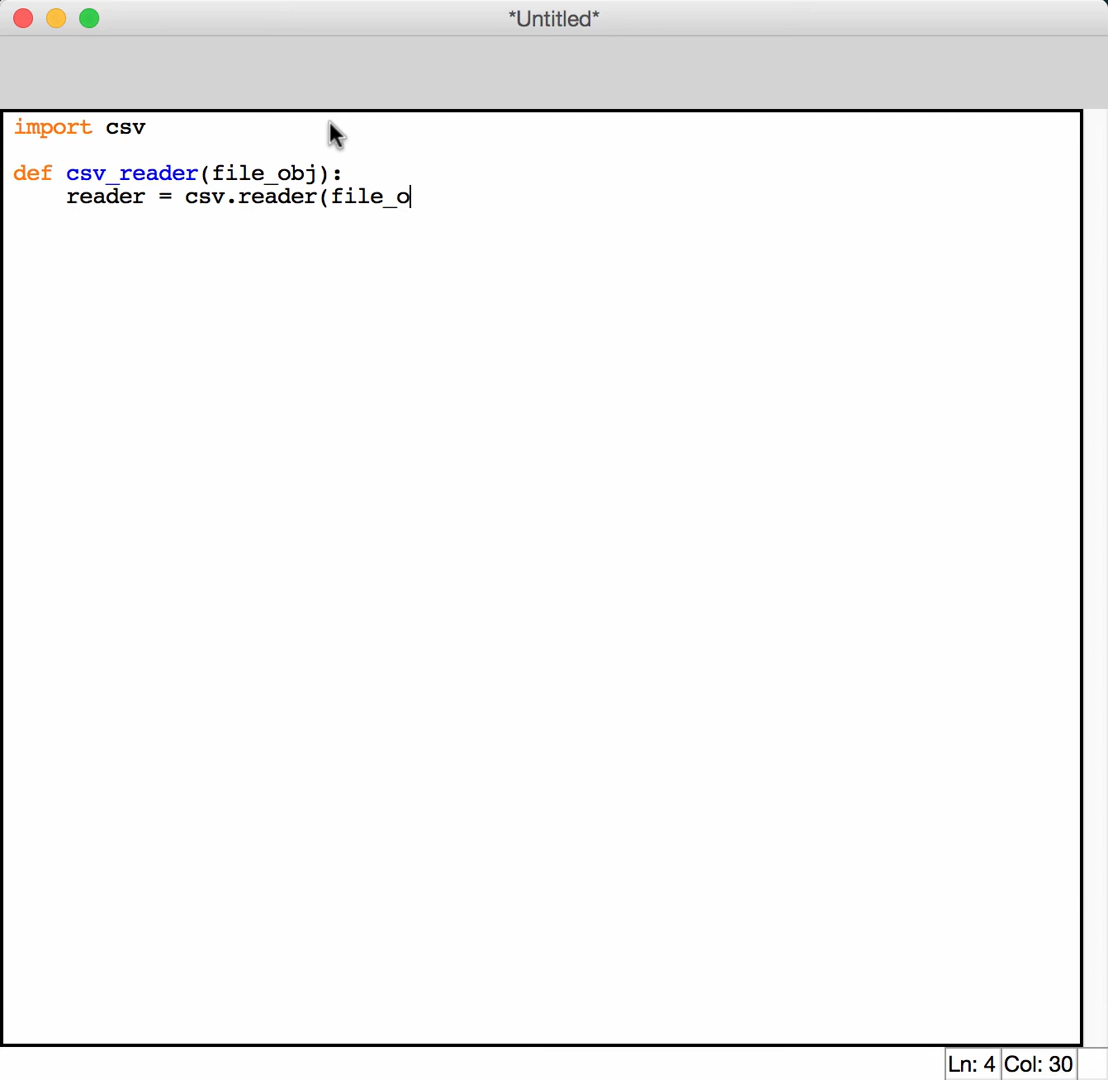 *Untitled*
import csv
def csv_reader(file_obj):
    reader = csv.reader(file_o
Ln: 4 Col: 30